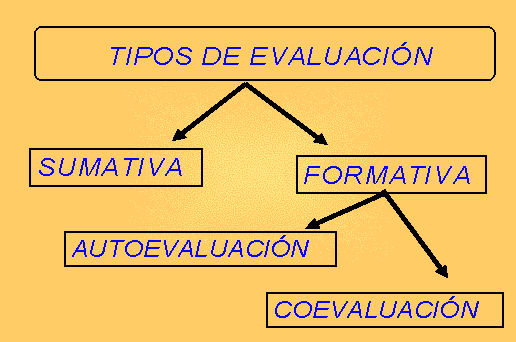 TIPOS DE EVALUACIÓN
SUMATIVA
FORMATIVA
AUTOEVALUACIÓN
COEVALUACIÓN